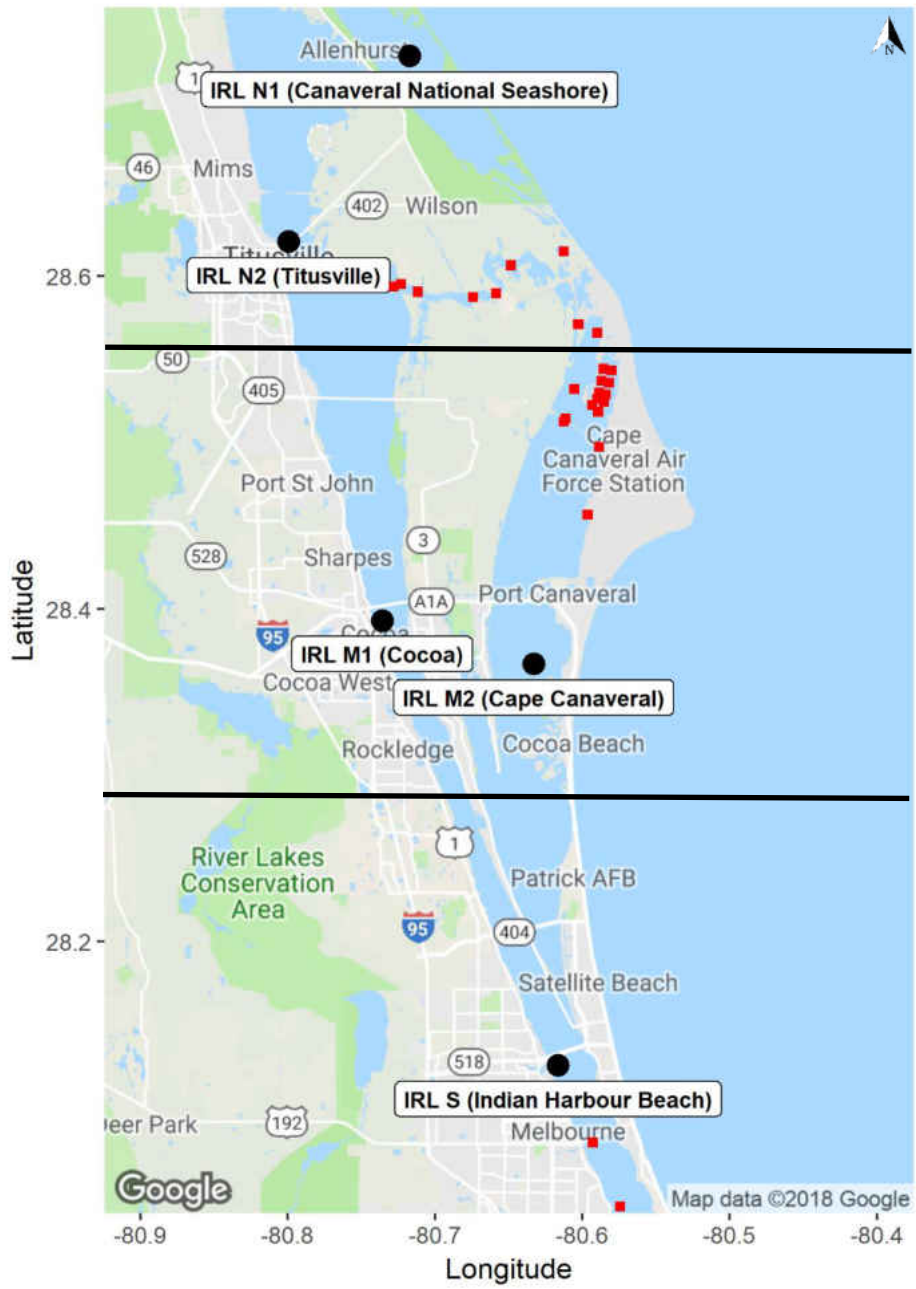 Allenhurst
N
1
IRL N1 (Canaveral National Seashore)
46
Mims
402
Wilson
Titusville
IRL N2 (Titusville)
28.6
50
405
Cape
Canaveral Air
Force Station
Port St John
3
528
Sharpes
Port Canaveral
A1A
28.4
95
Cocoa
IRL M1 (Cocoa)
Cocoa West
IRL M2 (Cape Canaveral)
Rockledge
Cocoa Beach
Latitude
1
River Lakes
Conservation
Area
Patrick AFB
95
404
28.2
Satellite Beach
518
IRL S (Indian Harbour Beach)
Deer Park
192
Melbourne
Google
Map data ©2018 Google
-80.9
-80.8
-80.7
-80.6
-80.5
-80.4
Longitude